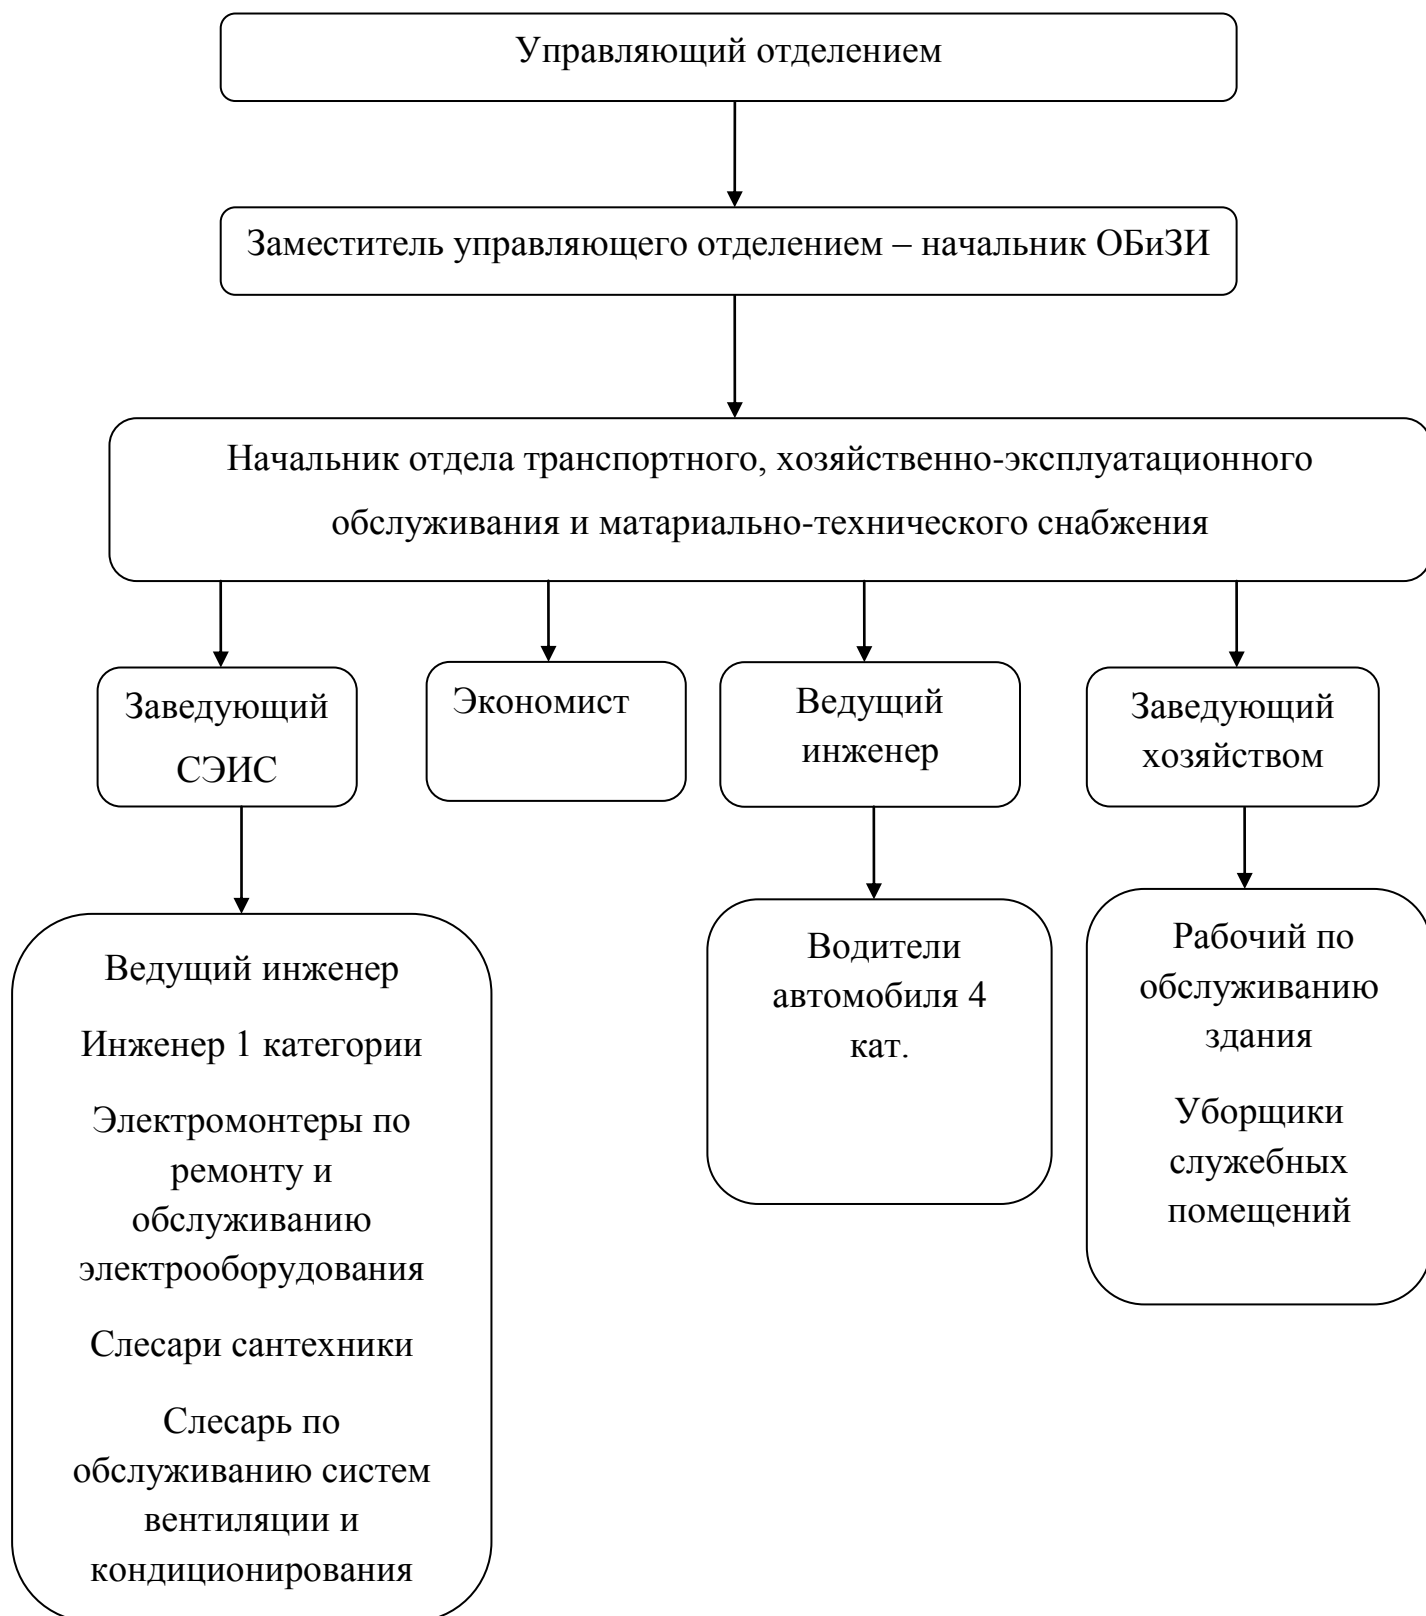 Управляющий отделением
Заместитель управляющего отделением – начальник ОБиЗИ
Начальник отдела транспортного, хозяйственно-эксплуатационного
обслуживания и матариально-технического снабжения
Заведующий
СЭИС
Экономист
Ведущий
инженер
Заведующий
хозяйством
Ведущий инженер
Инженер 1 категории
Электромонтеры по
ремонту и
обслуживанию
электрооборудования
Слесари сантехники
Слесарь по
обслуживанию систем
вентиляции и
кондиционирования
Водители
автомобиля 4
кат.
Рабочий по
обслуживанию
здания
Уборщики
служебных
помещений